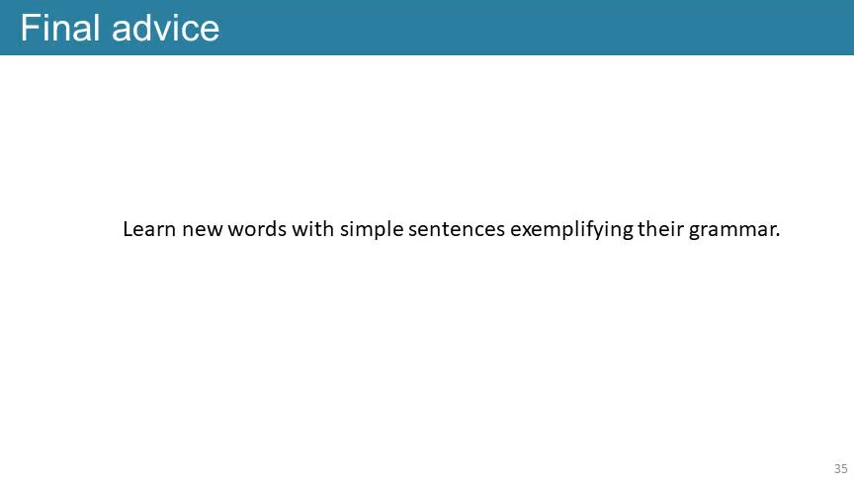 Final advice
Learn new words with simple sentences exemplifying their grammar.
35